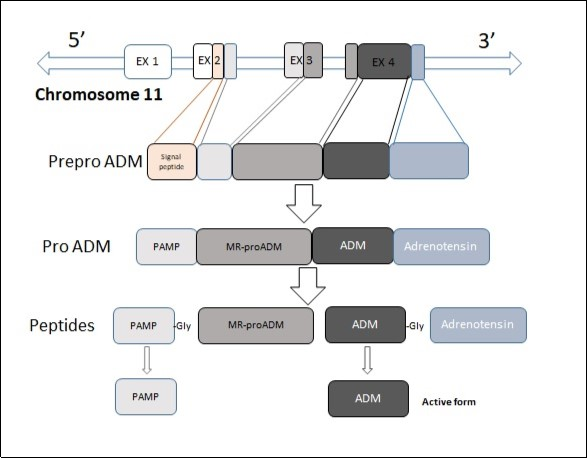 5’ 3’
EX 1 EX 2 EX 3 EX 4
Chromosome 11
Prepro ADM
Signal
peptide
Pro ADM PAMP MR-proADM ADM Adrenotensin
Peptides PAMP -Gly MR-proADM ADM -Gly Adrenotensin
PAMP ADM Active form